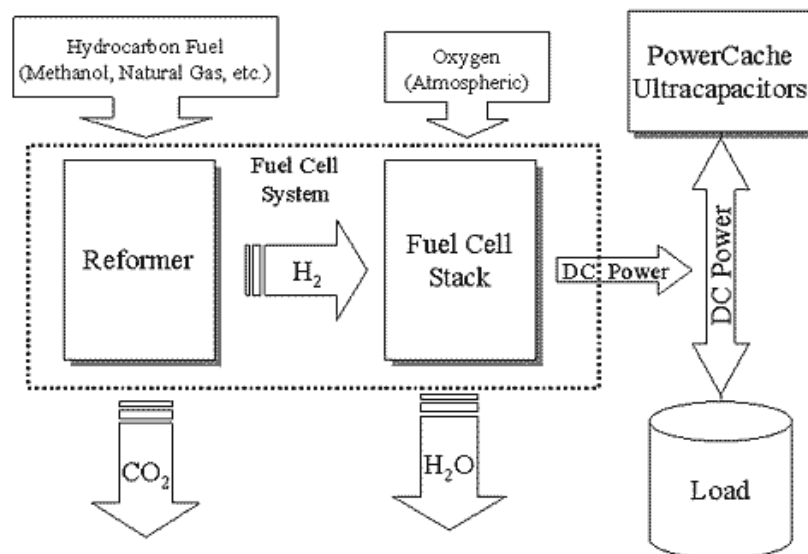 Hydrocarbon Fuel
(Methanol, Natural Gas, etc.)
Oxygen
(Atmospheric)
PowerCache
Ultracapacitors
Fuel Cell
System
Reformer
H₂
Fuel Cell
Stack
DC Power
DC Power
CO₂
H₂O
Load